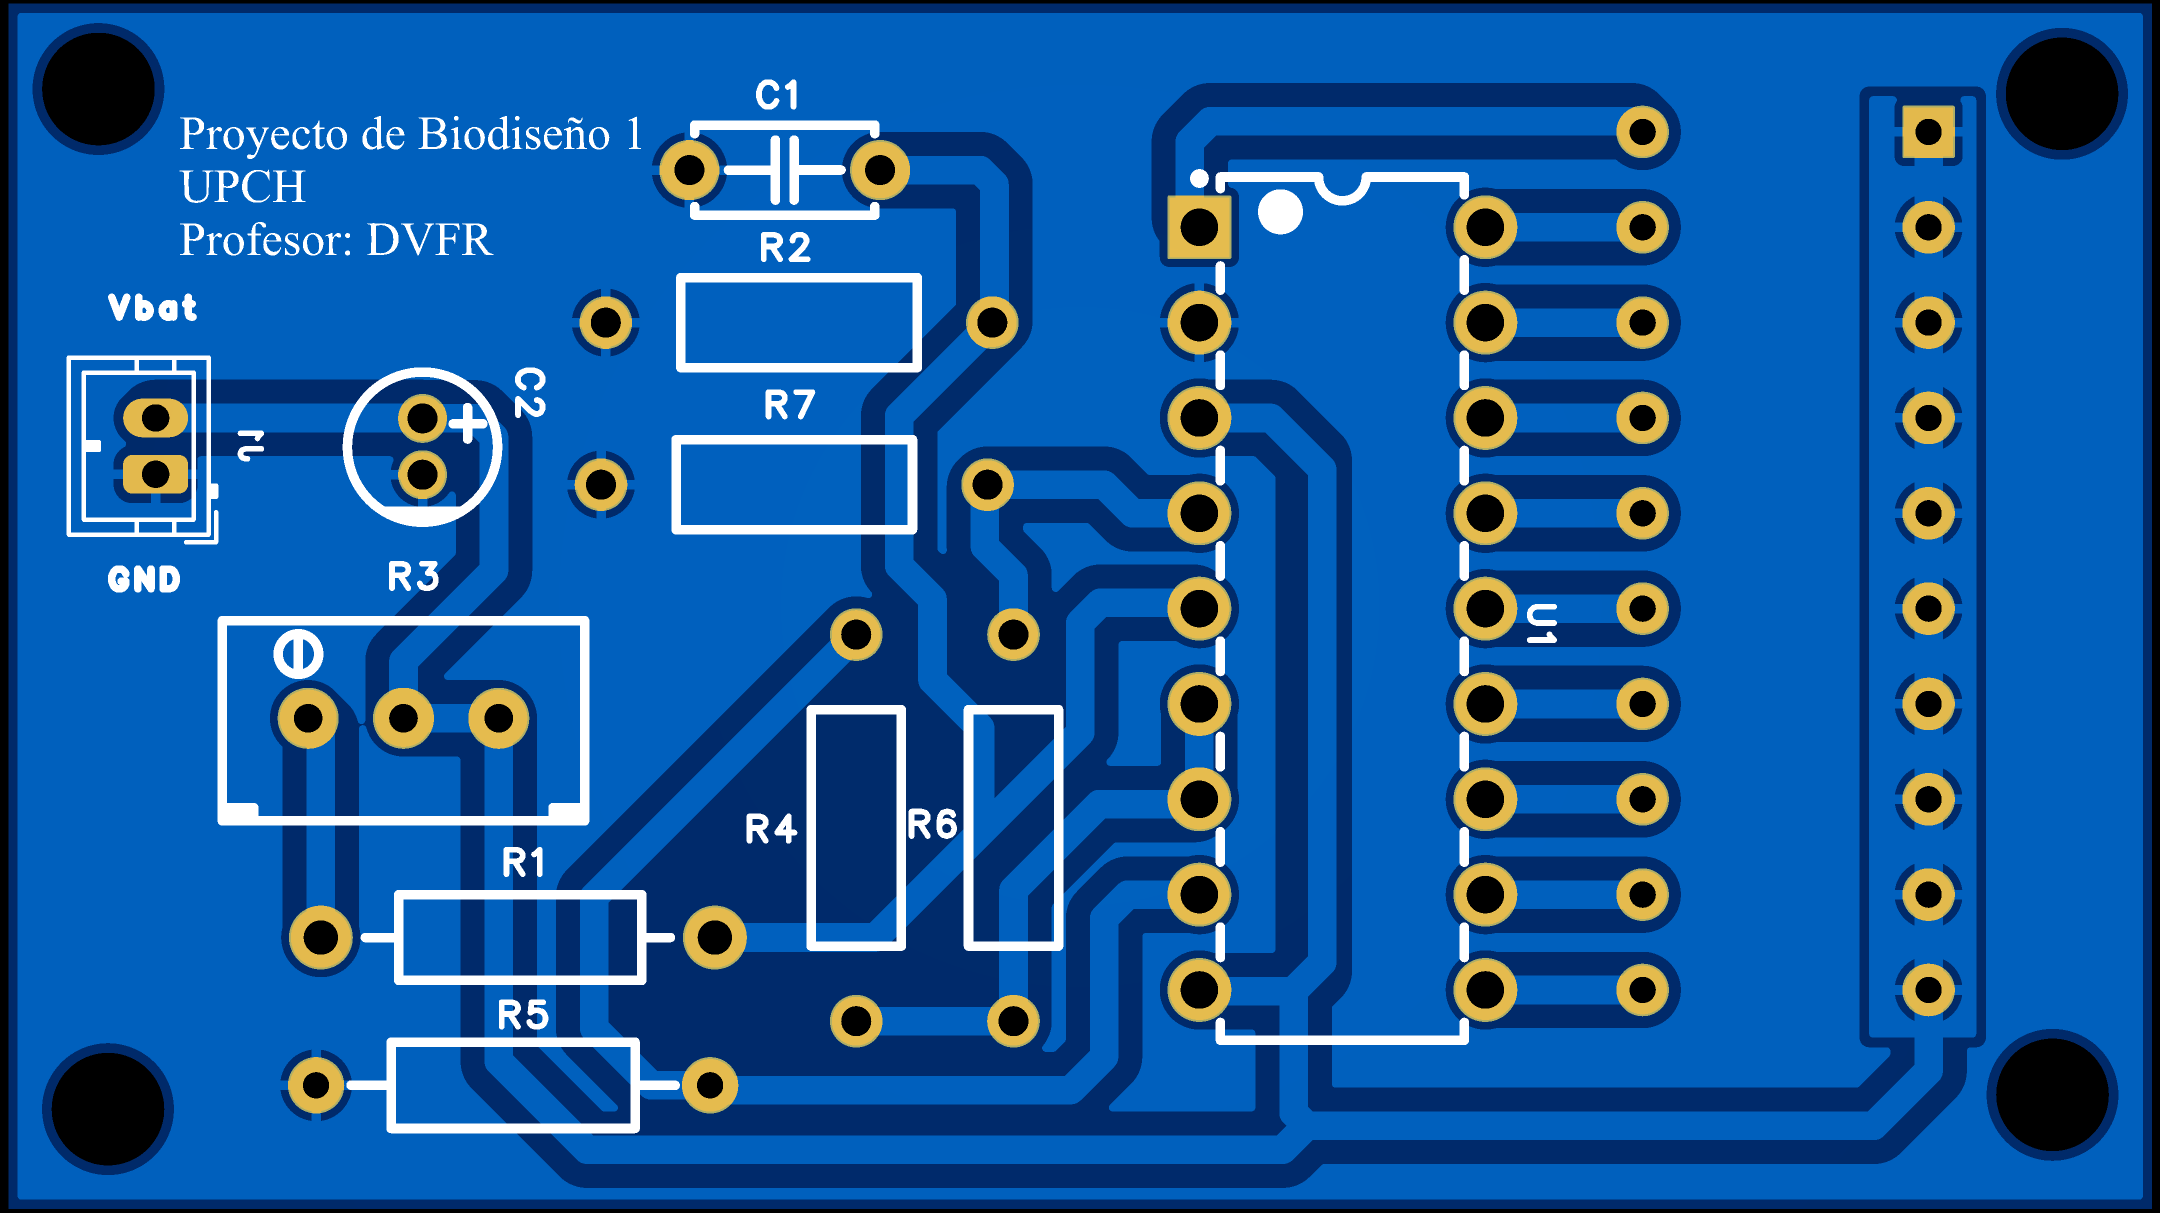 C1
Proyecto de Biodiseño 1
UPCH
Profesor: DVFR
R2
Vbat
C2
R7
J1
R3
GND
U1
R4
R6
R1
R5